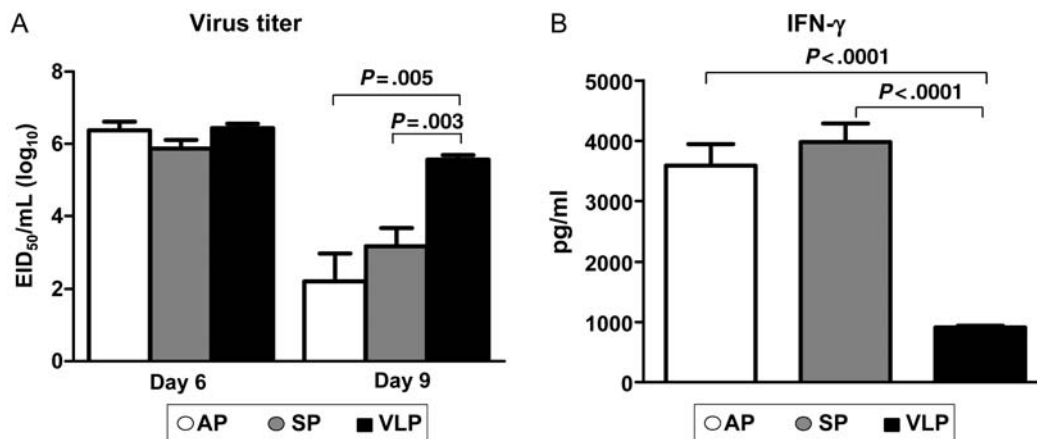 A
Virus titer
EID₅₀/mL (log₁₀)
8
6
4
2
0
P=.005
P=.003
Day 6
Day 9
AP SP VLP
B
IFN-γ
pg/ml
5000
4000
3000
2000
1000
0
P<.0001
P<.0001
AP SP VLP